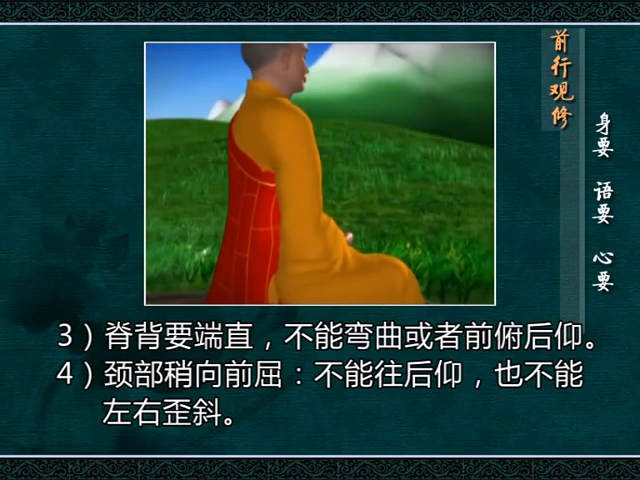 前行观修
身要 语要 心要
3）脊背要端直，不能弯曲或者前俯后仰。
4）颈部稍向前屈：不能往后仰，也不能
左右歪斜。